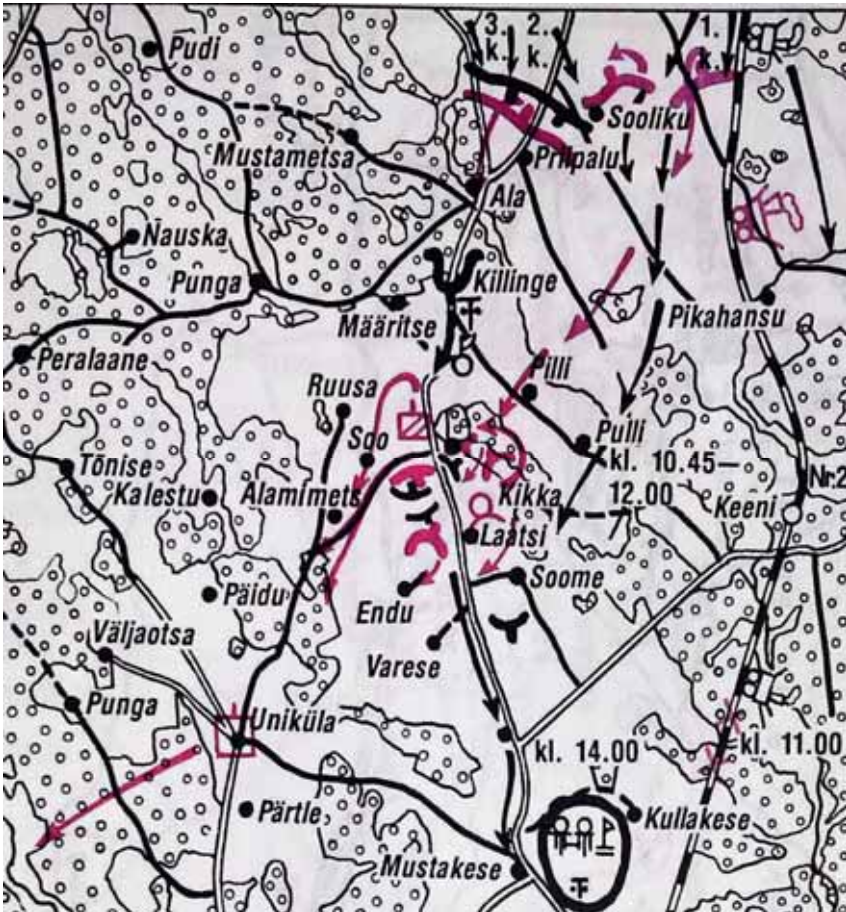 3. k.
2. k.
1. k.
Pudi
Sooliku
Mustametsa
Priipalu
Ala
Nauska
Killinge
Punga
Pikahansu
Määritse
Peralaane
Pilli
Ruusa
Soo
Pulli
Tõnise
kl. 10.45—
12.00
Nr.2
Kalestu
Kikka
Keeni
Alamimets
Laatsi
Soome
Päidu
Endu
Väljaotsa
Varese
Punga
Uniküla
kl. 14.00
kl. 11.00
Pärtle
Kullakese
Mustakese